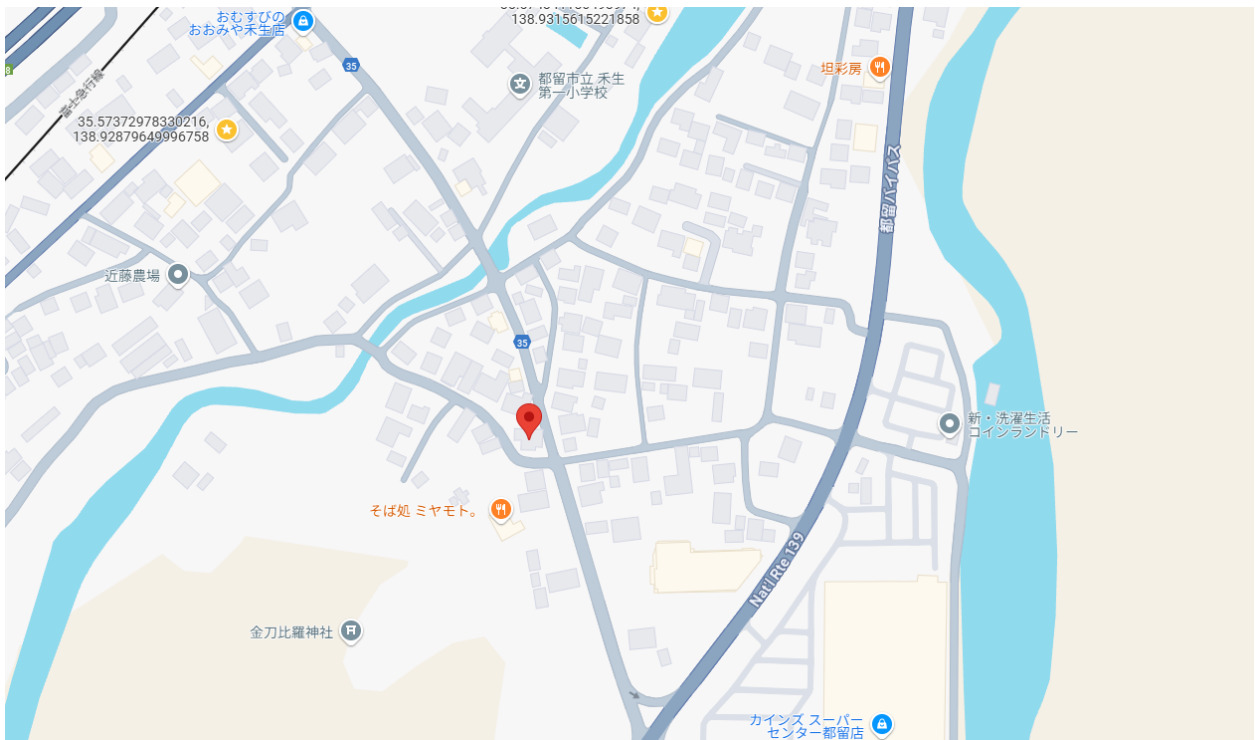 おむすびの
おおみや禾生店
138.9315615221858
35
都留市立 禾生
第一小学校
坦彩房
富士急行線
35.57372978330216,
138.92879649996758
都留バイパス
近藤農場
35
新・洗濯生活
コインランドリー
そば処 ミヤモト。
Nat'l Rte 139
金刀比羅神社
カインズ スーパー
センター都留店